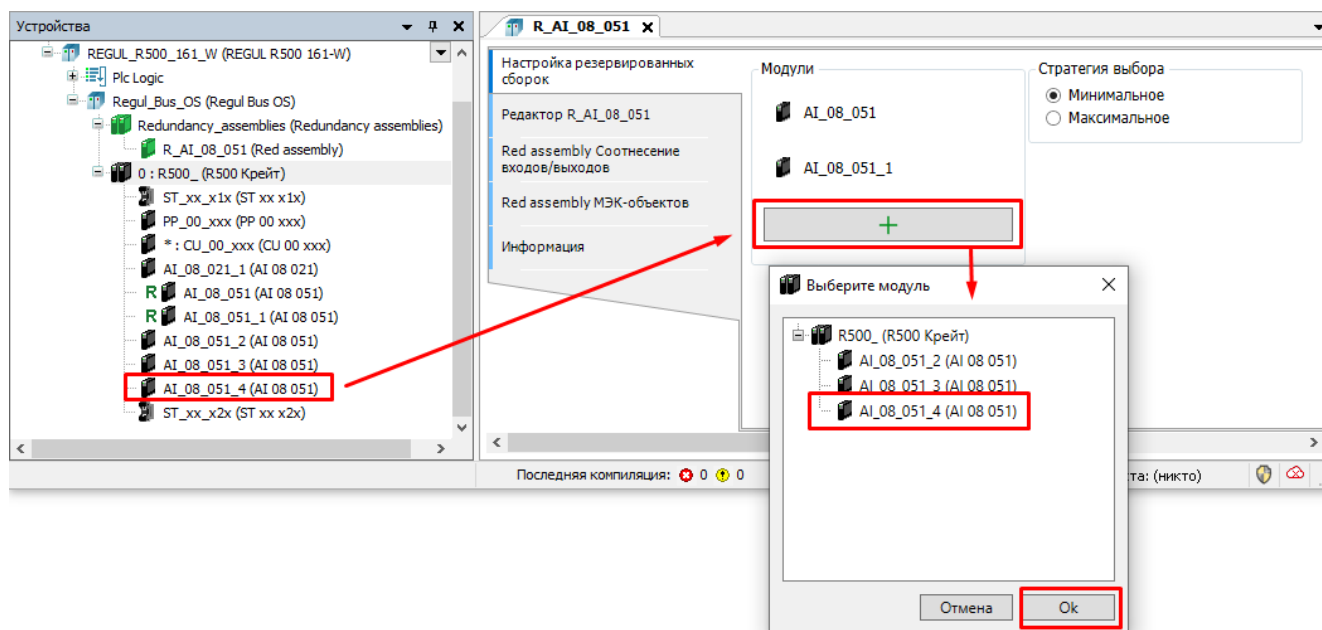 Устройства
REGUL_R500_161_W (REGUL R500 161-W)
Plc Logic
Regul_Bus_OS (Regul Bus OS)
Redundancy_assemblies (Redundancy assemblies)
R_AI_08_051 (Red assembly)
0 : R500_ (R500 Крейт)
ST_xx_x1x (ST xx x1x)
PP_00_xxx (PP 00 xxx)
* : CU_00_xxx (CU 00 xxx)
AI_08_021_1 (AI 08 021)
R AI_08_051 (AI 08 051)
R AI_08_051_1 (AI 08 051)
AI_08_051_2 (AI 08 051)
AI_08_051_3 (AI 08 051)
AI_08_051_4 (AI 08 051)
ST_xx_x2x (ST xx x2x)
R_AI_08_051
Настройка резервированных
сборок
Редактор R_AI_08_051
Red assembly Соотнесение
входов/выходов
Red assembly МЭК-объектов
Информация
Модули
AI_08_051
AI_08_051_1
+
Стратегия выбора
Минимальное
Максимальное
Выберите модуль
R500_ (R500 Крейт)
AI_08_051_2 (AI 08 051)
AI_08_051_3 (AI 08 051)
AI_08_051_4 (AI 08 051)
Отмена
Ok
Последняя компиляция: 0 0
та: (никто)